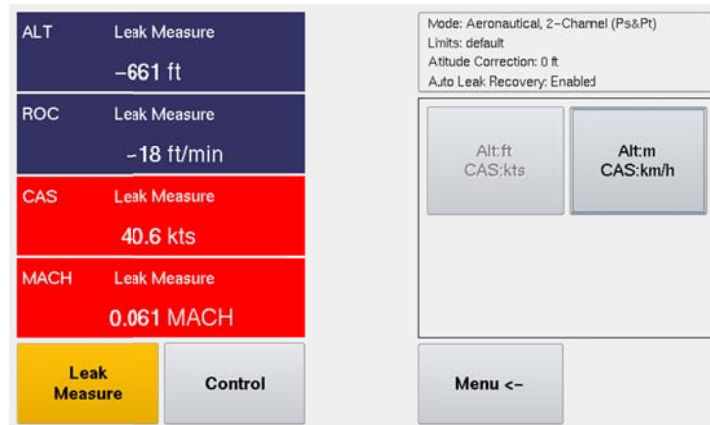 ALT Leak Measure
-661 ft
ROC Leak Measure
-18 ft/min
CAS Leak Measure
40.6 kts
MACH Leak Measure
0.061 MACH
Leak
Measure
Control
Mode: Aeronautical, 2-Channel (Ps&Pt)
Limits: default
Atitude Correction: 0 ft
Auto Leak Recovery: Enabled
Alt:ft
CAS:kts
Alt:m
CAS:km/h
Menu <-